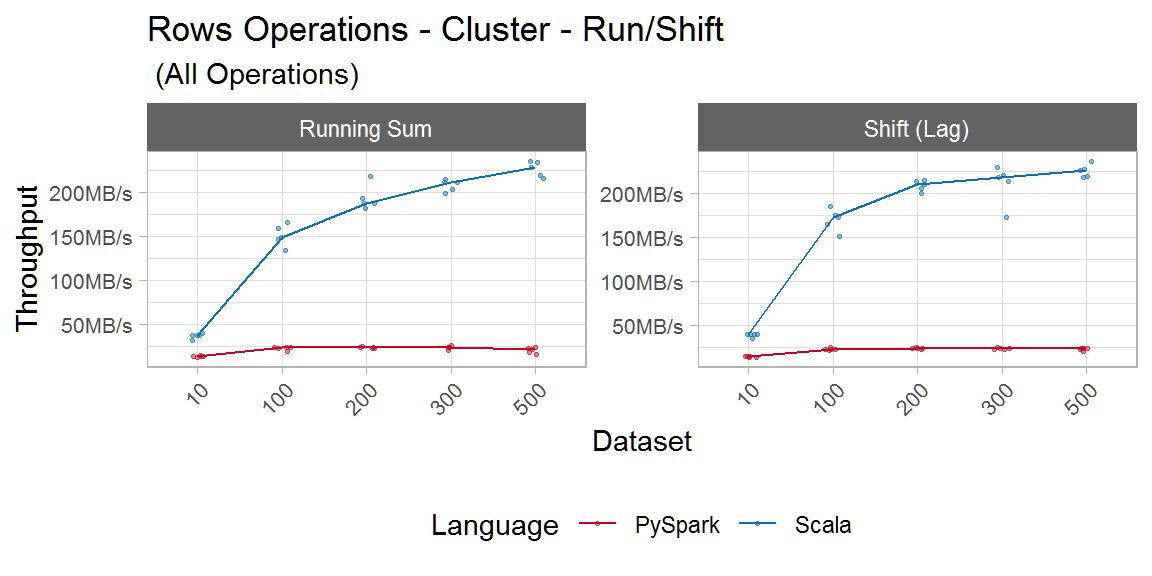 Rows Operations - Cluster - Run/Shift
(All Operations)
Running Sum
Shift (Lag)
Throughput
200MB/s
150MB/s
100MB/s
50MB/s
200MB/s
150MB/s
100MB/s
50MB/s
10 100 200 300 500
10 100 200 300 500
Dataset
Language PySpark Scala